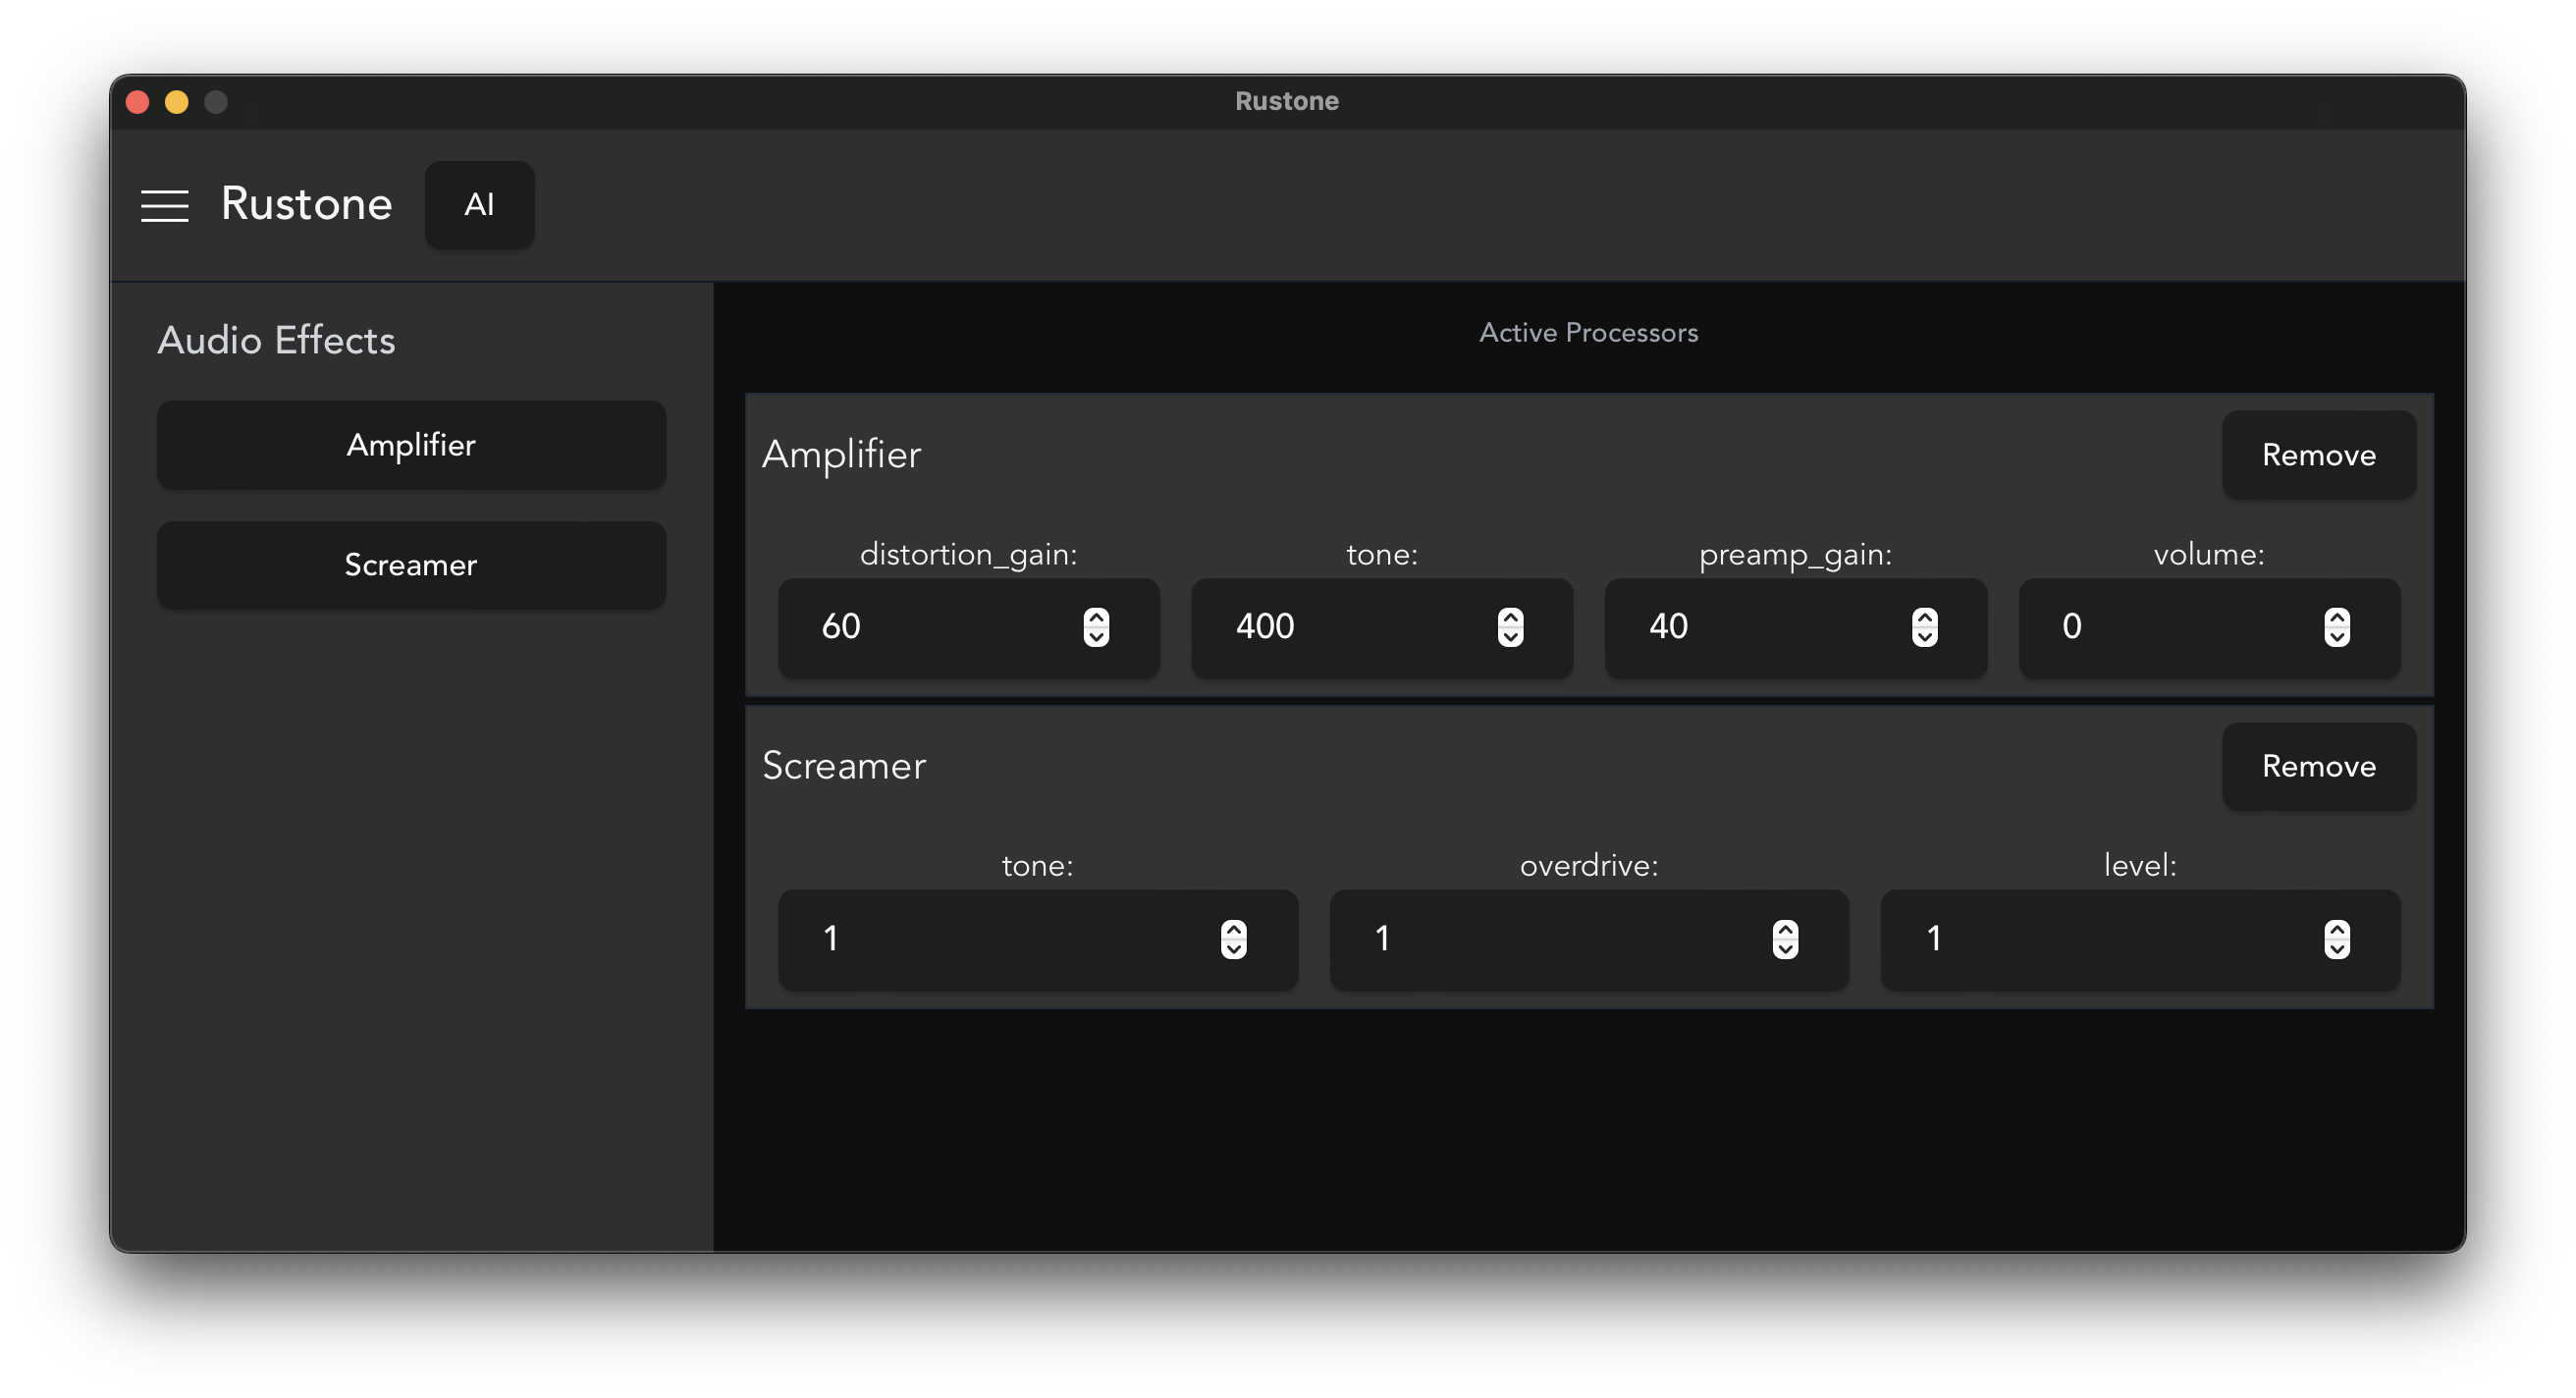 Rustone
Rustone
AI
Audio Effects
Amplifier
Screamer
Active Processors
Amplifier
Remove
distortion_gain: tone: preamp_gain: volume:
60 400 40 0
Screamer
Remove
tone: overdrive: level:
1 1 1